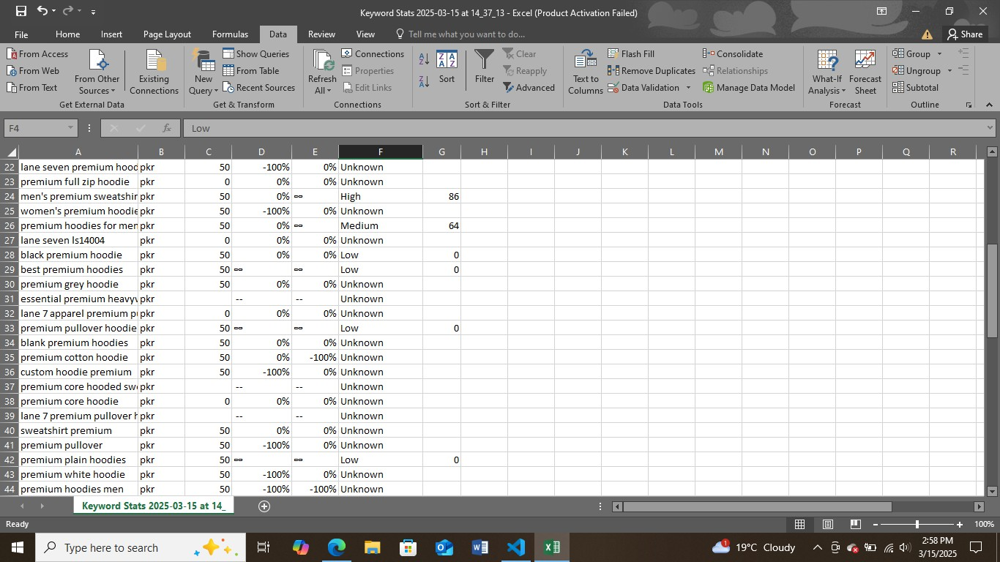 Keyword Stats 2025-03-15 at 14_37_13 - Excel (Product Activation Failed)
File Home Insert Page Layout Formulas Data Review View Tell me what you want to do... Share
From Access
From Web
From Text
From Other Sources
Existing Connections
Get External Data
New Query
Show Queries
From Table
Recent Sources
Get & Transform
Refresh All
Connections
Properties
Edit Links
Connections
Sort
Filter
Clear
Reapply
Advanced
Sort & Filter
Text to Columns
Flash Fill
Remove Duplicates
Data Validation
Consolidate
Relationships
Manage Data Model
Data Tools
What-If Analysis
Forecast Sheet
Forecast
Group
Ungroup
Subtotal
Outline
F4 fx Low
A B C D E F G H I J K L M N O P Q R
22 lane seven premium hood pkr 50 -100% 0% Unknown
23 premium full zip hoodie pkr 0 0% 0% Unknown
24 men's premium sweatshir pkr 50 0% ∞ High 86
25 women's premium hoodie pkr 50 -100% 0% Unknown
26 premium hoodies for men pkr 50 0% ∞ Medium 64
27 lane seven ls14004 pkr 0 0% 0% Unknown
28 black premium hoodie pkr 50 0% 0% Low 0
29 best premium hoodies pkr 50 ∞ ∞ Low 0
30 premium grey hoodie pkr 50 0% 0% Unknown
31 essential premium heavyw pkr -- -- Unknown
32 lane 7 apparel premium pu pkr 0 0% 0% Unknown
33 premium pullover hoodie pkr 50 ∞ ∞ Low 0
34 blank premium hoodies pkr 50 0% 0% Unknown
35 premium cotton hoodie pkr 50 0% -100% Unknown
36 custom hoodie premium pkr 50 -100% 0% Unknown
37 premium core hooded swe pkr -- -- Unknown
38 premium core hoodie pkr 0 0% 0% Unknown
39 lane 7 premium pullover h pkr -- -- Unknown
40 sweatshirt premium pkr 50 0% 0% Unknown
41 premium pullover pkr 50 -100% 0% Unknown
42 premium plain hoodies pkr 50 ∞ ∞ Low 0
43 premium white hoodie pkr 50 -100% 0% Unknown
44 premium hoodies men pkr 50 -100% -100% Unknown
Keyword Stats 2025-03-15 at 14_
Ready 100%
Type here to search 1 19°C Cloudy 2:58 PM
3/15/2025